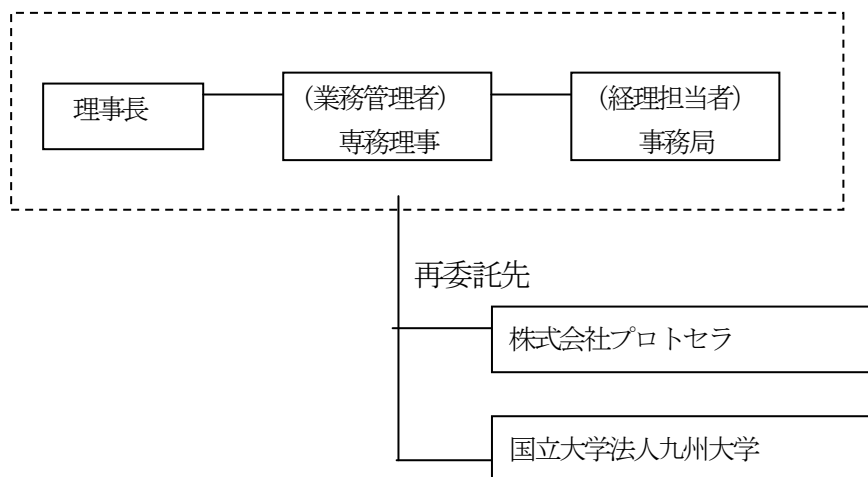 理事長
(業務管理者)
専務理事
(経理担当者)
事務局
再委託先
株式会社プロトセラ
国立大学法人九州大学